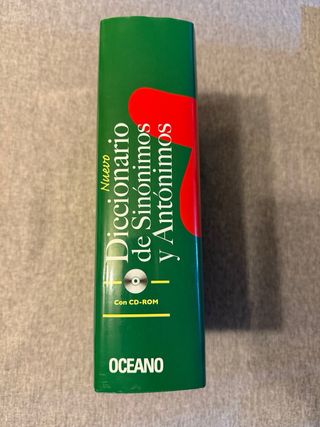 Nuevo
Diccionario
de Sinónimos
y Antónimos
Con CD-ROM
OCEANO